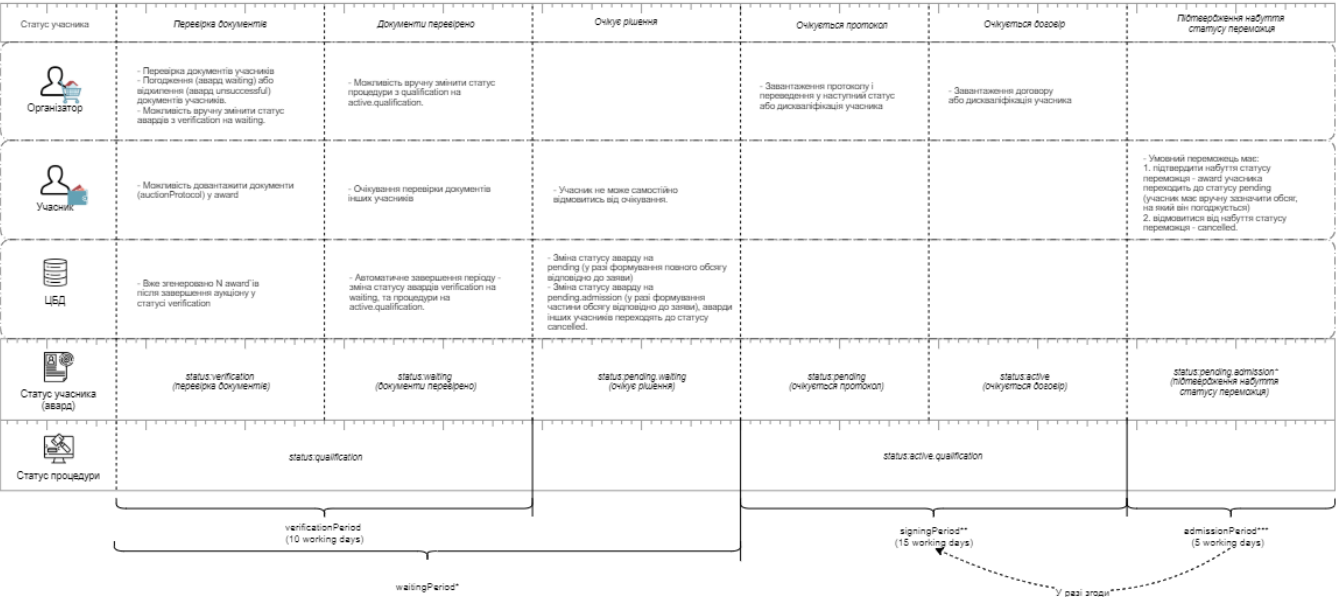 Статус учасника
Перевірка документів
Документи перевірено
Очікує рішення
Очікується протокол
Очікується договір
Підтвердження набуття
статусу переможця
Організатор
- Перевірка документів учасників
- Погодження (авард waiting) або
відхилення (авард unsuccessful)
документів учасників.
- Можливість вручну змінити статус
авардів з verification на waiting.
- Можливість вручну змінити статус
процедури з qualification на
active.qualification.
- Завантаження протоколу і
переведення у наступний статус
або дискваліфікація учасника
- Завантаження договору
або дискваліфікація учасника
Учасник
- Можливість довантажити документи
(auctionProtocol) у award
- Очікування перевірки документів
інших учасників
- Учасник не може самостійно
відмовитись від очікування.
- Умовний переможець має:
1. підтвердити набуття статусу
переможця - award учасника
переходить до статусу pending
(учасник має вручну зазначити обсяг,
на який він погоджується)
2. відмовитися від набуття статусу
переможця - cancelled.
ЦБД
- Вже згенеровано N award`ів
після завершення аукціону у
статусі verification
- Автоматичне завершення періоду -
зміна статусу авардів verification на
waiting, та процедури на
active.qualification.
- Зміна статусу аварду на
pending (у разі формування повного обсягу
відповідно до заяви)
- Зміна статусу аварду на
pending.admission (у разі формування
частини обсягу відповідно до заяви), аварди
інших учасників переходять до статусу
cancelled.
Статус учасника
(авард)
status:verification
(перевірка документів)
status:waiting
(документи перевірено)
status:pending.waiting
(очікує рішення)
status:pending
(очікується протокол)
status:active
(очікується договір)
status:pending.admission*
(підтвердження набуття
статусу переможця)
Статус процедури
status:qualification
status:active.qualification
verificationPeriod
(10 working days)
signingPeriod**
(15 working days)
admissionPeriod***
(5 working days)
waitingPeriod*
У разі згоди